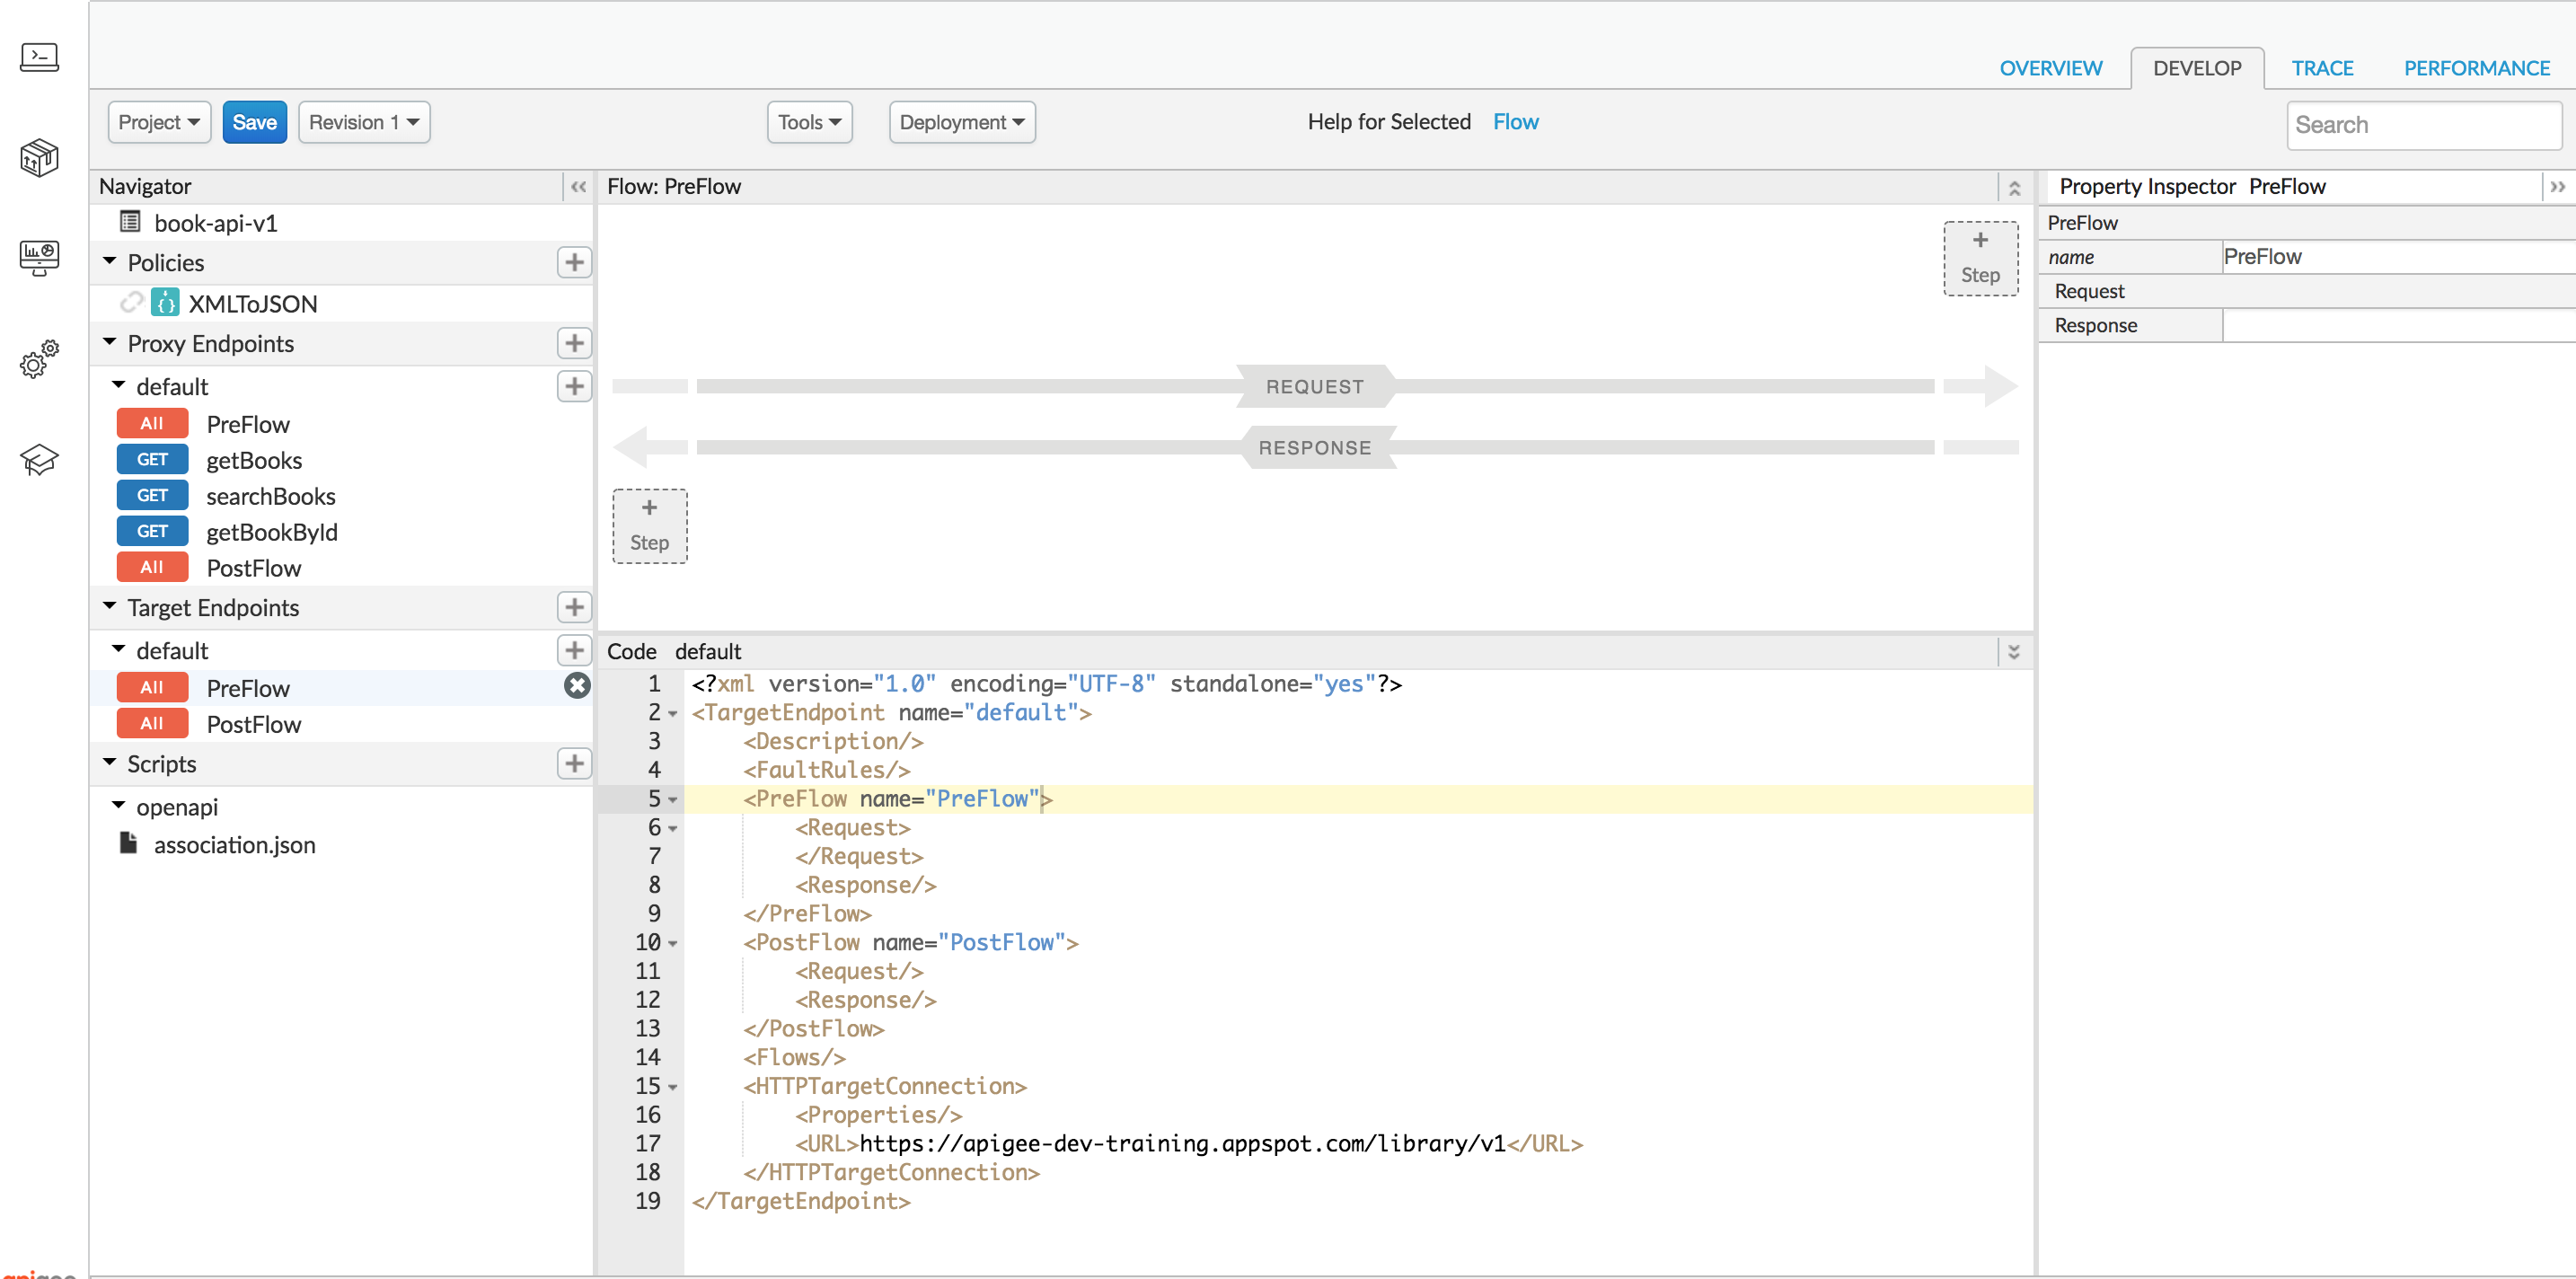 OVERVIEW DEVELOP TRACE PERFORMANCE
Project Save Revision 1 Tools Deployment Help for Selected Flow Search
Navigator
book-api-v1
Policies
XMLToJSON
Proxy Endpoints
default
All PreFlow
GET getBooks
GET searchBooks
GET getBookById
All PostFlow
Target Endpoints
default
All PreFlow
All PostFlow
Scripts
openapi
association.json
Flow: PreFlow
+
Step
REQUEST
RESPONSE
+
Step
Code default
1 <?xml version="1.0" encoding="UTF-8" standalone="yes"?>
2 <TargetEndpoint name="default">
3 <Description/>
4 <FaultRules/>
5 <PreFlow name="PreFlow">
6 <Request>
7 </Request>
8 <Response/>
9 </PreFlow>
10 <PostFlow name="PostFlow">
11 <Request/>
12 <Response/>
13 </PostFlow>
14 <Flows/>
15 <HTTPTargetConnection>
16 <Properties/>
17 <URL>https://apigee-dev-training.appspot.com/library/v1</URL>
18 </HTTPTargetConnection>
19 </TargetEndpoint>
Property Inspector PreFlow
PreFlow
name PreFlow
Request
Response